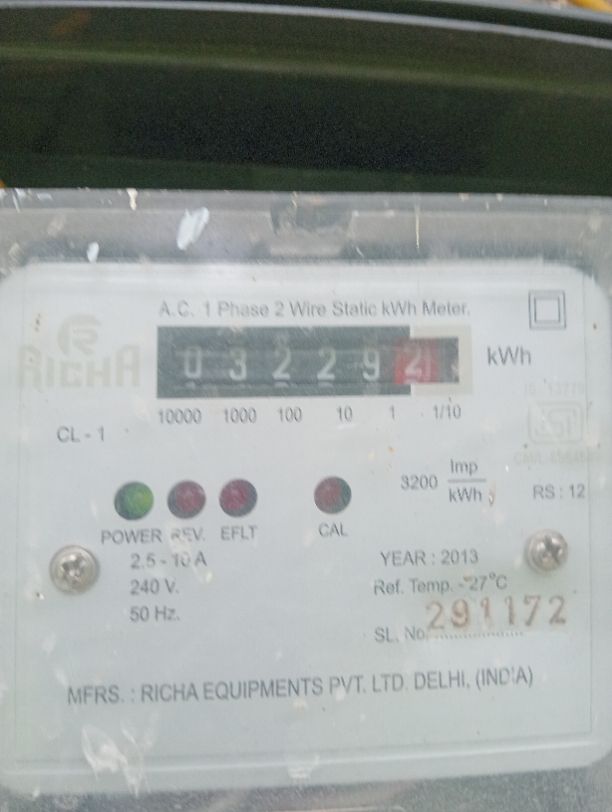 A.C. 1 Phase 2 Wire Static kWh Meter.
RICHA
0 3 2 2 9 2 kWh
10000 1000 100 10 1 1/10
CL - 1
3200 Imp/kWh
RS : 12
POWER REV. EFLT CAL
2.5 - 10 A
240 V.
50 Hz.
YEAR : 2013
Ref. Temp. - 27°C
SL. No. 291172
MFRS. : RICHA EQUIPMENTS PVT. LTD. DELHI, (INDIA)